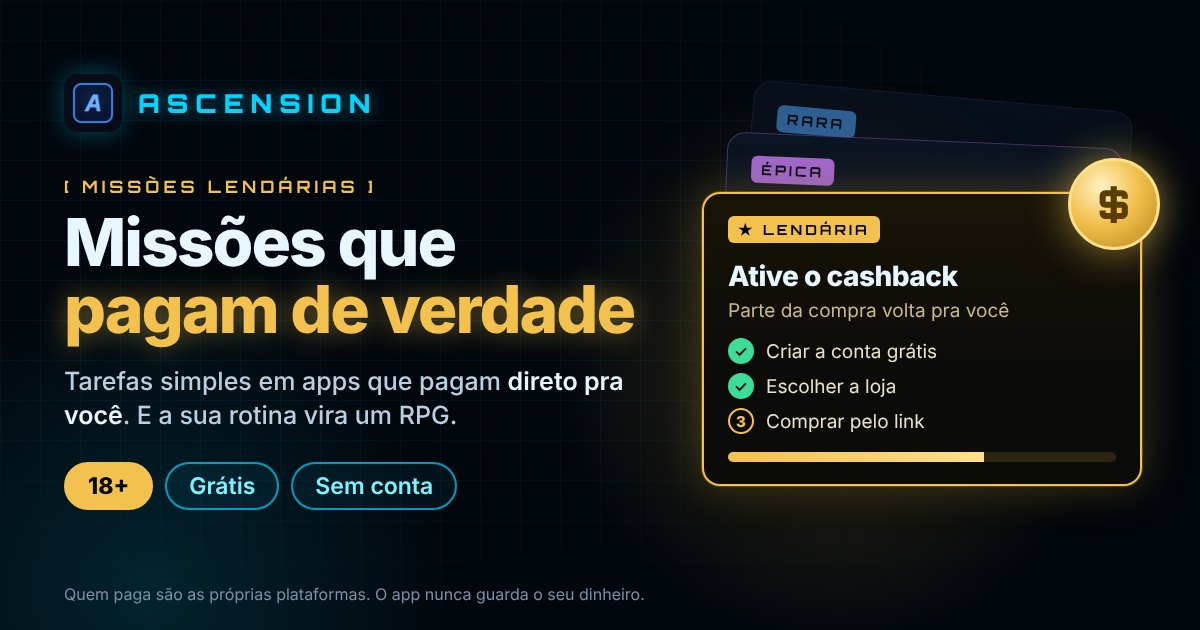 A
ASCENSION
[ MISSÕES LENDÁRIAS ]
Missões que
pagam de verdade
Tarefas simples em apps que pagam direto pra
você. E a sua rotina vira um RPG.
18+
Grátis
Sem conta
Quem paga são as próprias plataformas. O app nunca guarda o seu dinheiro.
RARA
ÉPICA
$
★ LENDÁRIA
Ative o cashback
Parte da compra volta pra você
Criar a conta grátis
Escolher a loja
3 Comprar pelo link